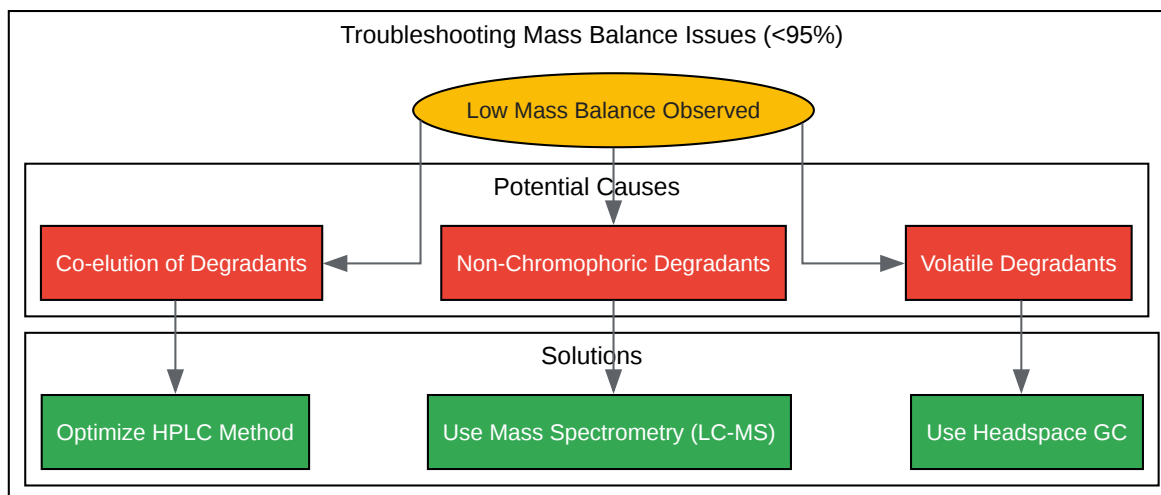 Troubleshooting Mass Balance Issues (<95%)
Low Mass Balance Observed
Potential Causes
Co-elution of Degradants
Non-Chromophoric Degradants
Volatile Degradants
Solutions
Optimize HPLC Method
Use Mass Spectrometry (LC-MS)
Use Headspace GC